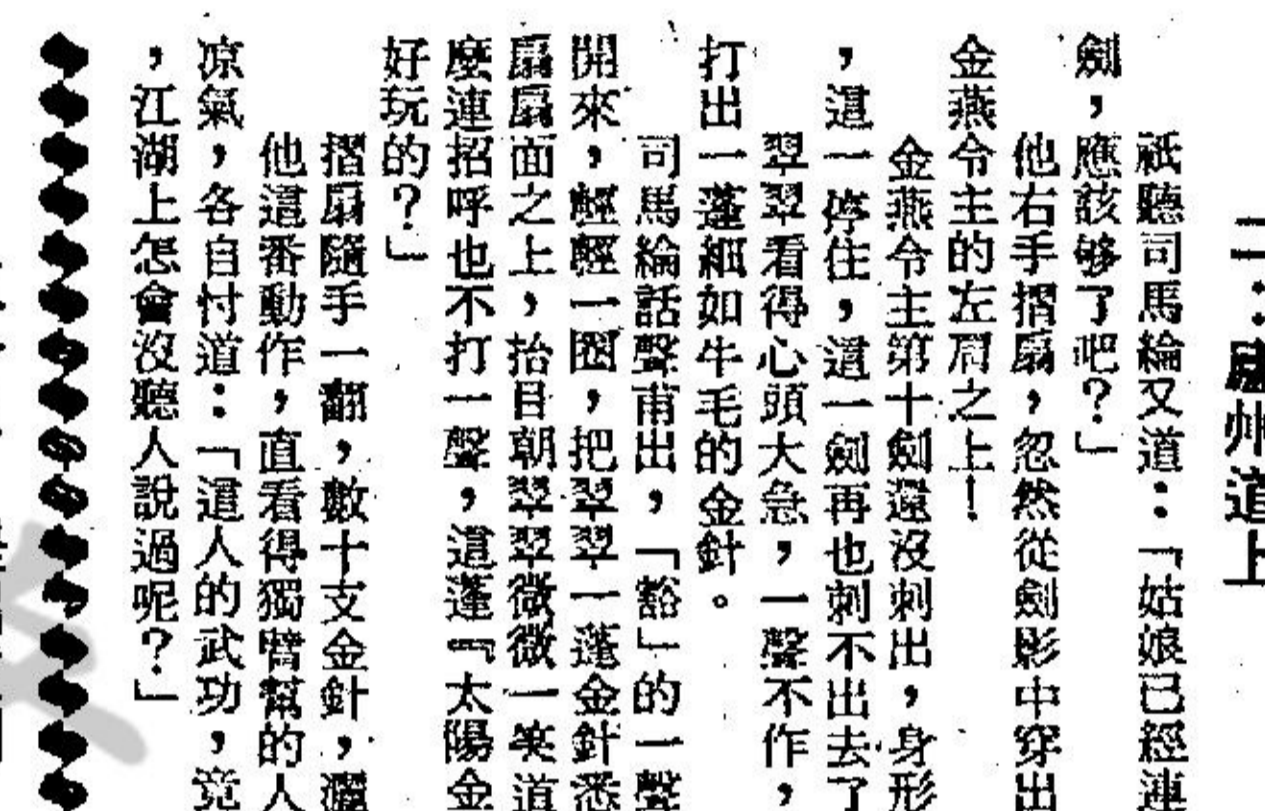 二：廬州道上
祇聽司馬綸又道：「姑娘已經連
劍，應該够了吧？」
他右手摺扇，忽然從劍影中穿出
金燕令主的左肩之上！
金燕令主第十劍還沒刺出，身形
，這一停住，這一劍再也刺不出去了
翠翠看得心頭大急，一聲不作，
打出一蓬細如牛毛的金針。
司馬綸話聲甫出，「豁」的一聲
開來，輕輕一圈，把翠翠一蓬金針悉
扇扇面之上，抬目朝翠翠微微一笑道
麼連招呼也不打一聲，這蓬『太陽金
好玩的？」
摺扇隨手一翻，數十支金針，灑
他這番動作，直看得獨臂幫的人
凉氣，各自忖道：「這人的武功，竟
，江湖上怎會沒聽人說過呢？」